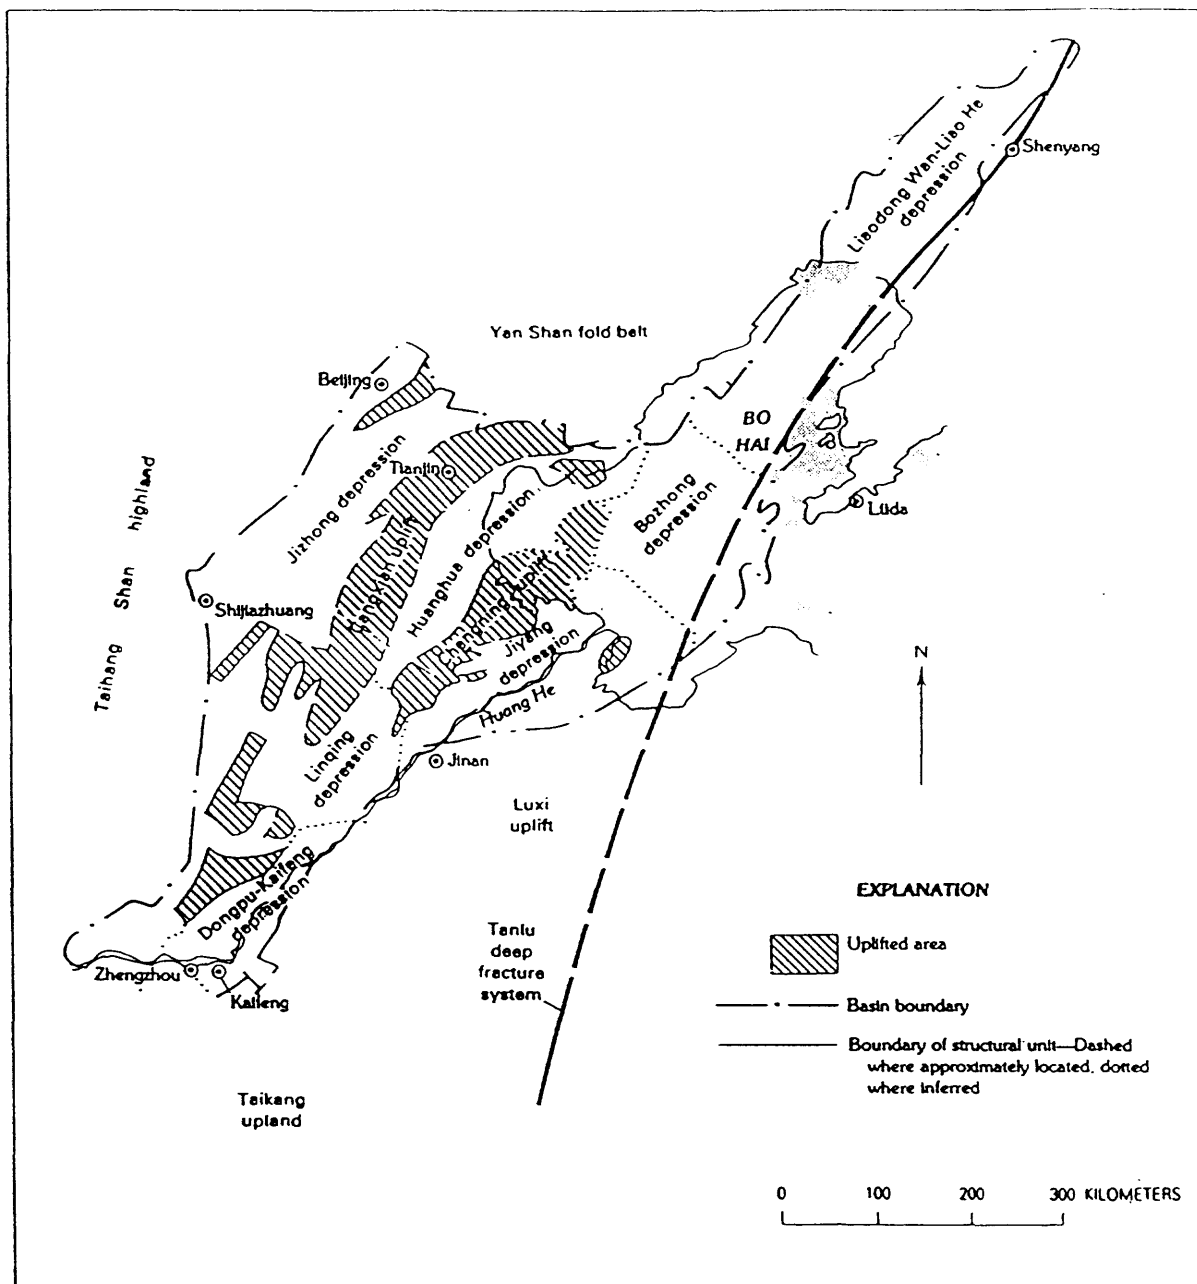 Liaodong Wan-Liao He
depression
Shenyang
Yan Shan fold belt
Beijing
BO
HAI
Tianjin
Jizhong depression
Taihang Shan highland
Bozhong
depression
Lüda
Huanghua depression
Cangxian uplift
Shijiazhuang
Chengning uplift
Jiyang
depression
N
Huang He
Linqing
depression
Jinan
Luxi
uplift
Dongpu-Kaifeng
depression
EXPLANATION
Uplifted area
Tanlu
deep
fracture
system
Zhengzhou
Kaifeng
Basin boundary
Boundary of structural unit—Dashed
where approximately located, dotted
where inferred
Taikang
upland
0 100 200 300 KILOMETERS